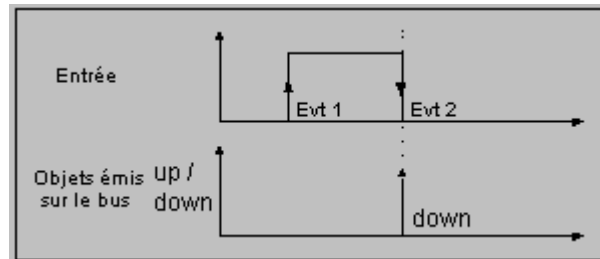 Entrée
Evt 1
Evt 2
Objets émis
sur le bus
up /
down
down